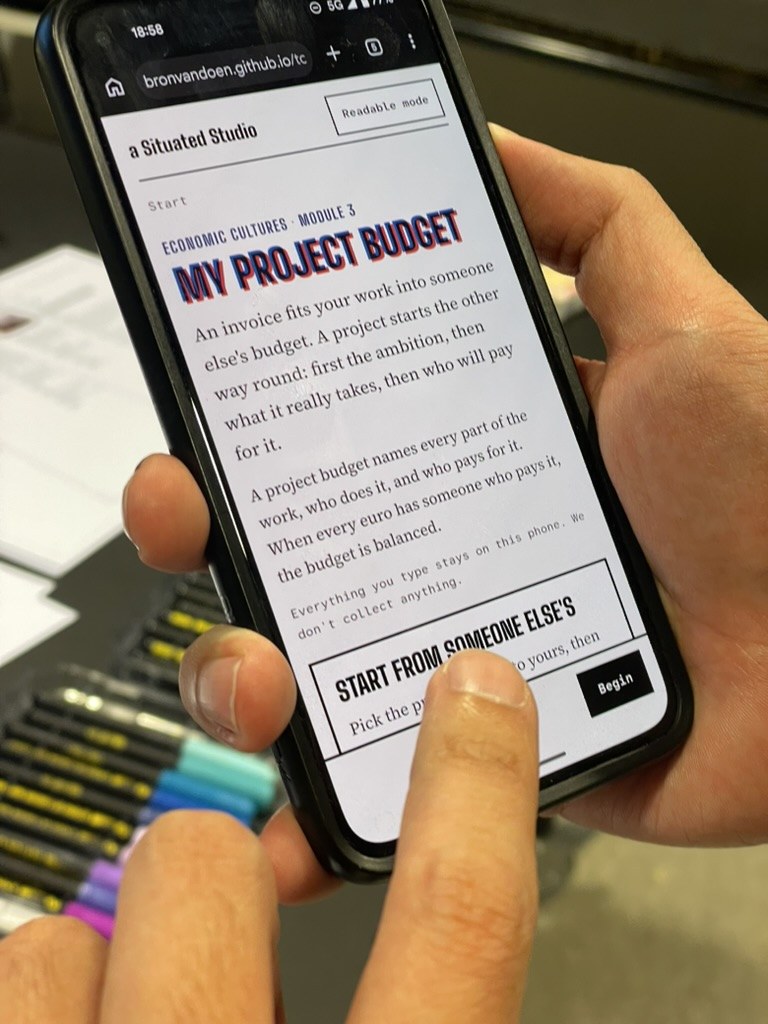 18:58
5G
bronvandoen.github.io/tc
a Situated Studio
Readable mode
Start
ECONOMIC CULTURES · MODULE 3
MY PROJECT BUDGET
An invoice fits your work into someone
else's budget. A project starts the other
way round: first the ambition, then
what it really takes, then who will pay
for it.
A project budget names every part of the
work, who does it, and who pays for it.
When every euro has someone who pays it,
the budget is balanced.
Everything you type stays on this phone. We
don't collect anything.
START FROM SOMEONE ELSE'S
Pick the
to yours, then
Begin